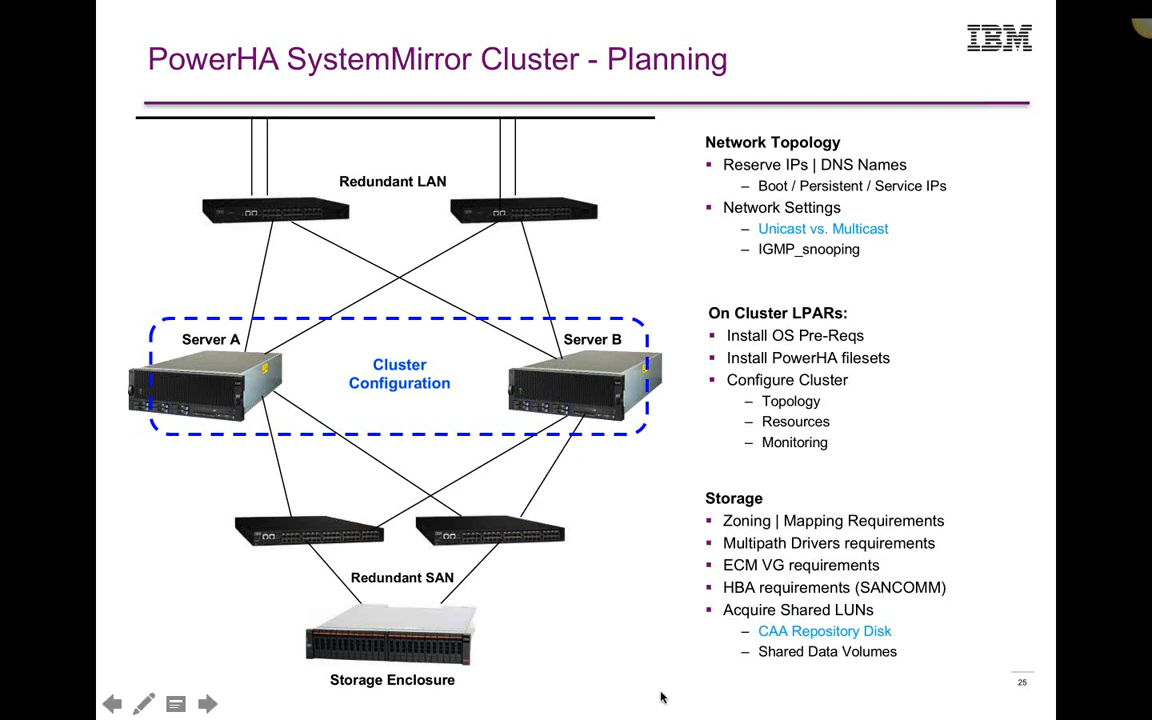 IBM
PowerHA SystemMirror Cluster - Planning
Redundant LAN
Server A
Server B
Cluster
Configuration
Redundant SAN
Storage Enclosure
Network Topology
▪ Reserve IPs | DNS Names
– Boot / Persistent / Service IPs
▪ Network Settings
– Unicast vs. Multicast
– IGMP_snooping
On Cluster LPARs:
▪ Install OS Pre-Reqs
▪ Install PowerHA filesets
▪ Configure Cluster
– Topology
– Resources
– Monitoring
Storage
▪ Zoning | Mapping Requirements
▪ Multipath Drivers requirements
▪ ECM VG requirements
▪ HBA requirements (SANCOMM)
▪ Acquire Shared LUNs
– CAA Repository Disk
– Shared Data Volumes
25